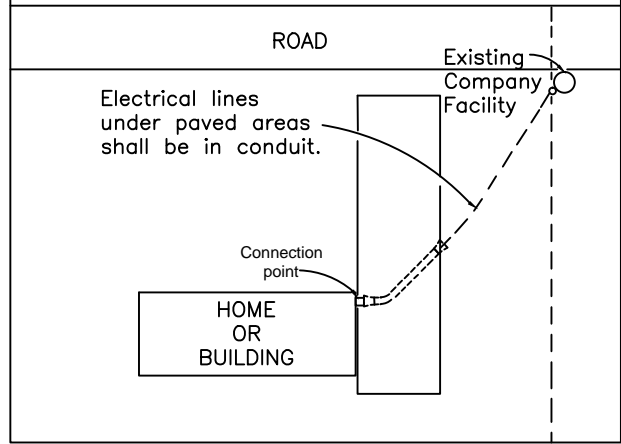 ROAD
Existing
Company
Facility
Electrical lines
under paved areas
shall be in conduit.
Connection
point
HOME
OR
BUILDING